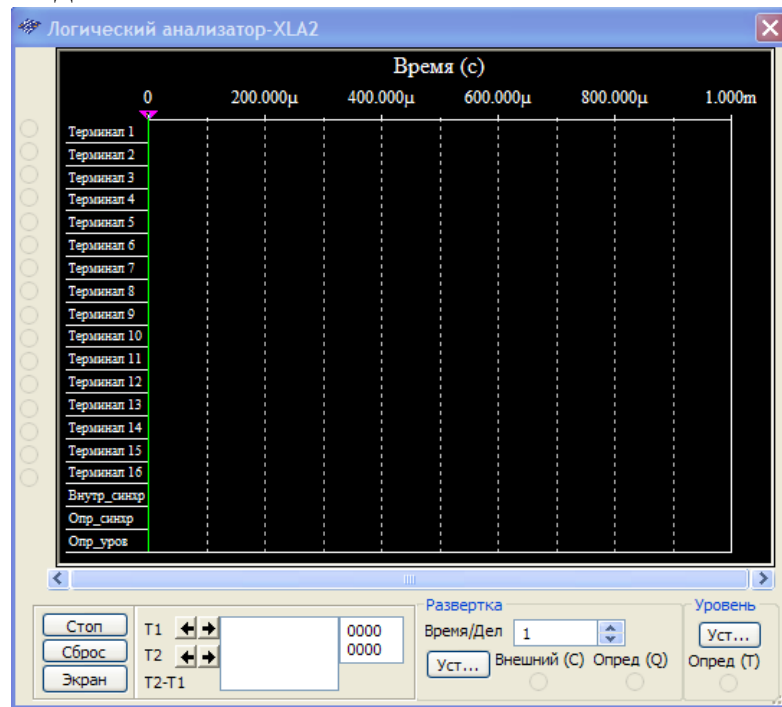 Логический анализатор-XLA2
Время (с)
0 200.000μ 400.000μ 600.000μ 800.000μ 1.000m
Терминал 1
Терминал 2
Терминал 3
Терминал 4
Терминал 5
Терминал 6
Терминал 7
Терминал 8
Терминал 9
Терминал 10
Терминал 11
Терминал 12
Терминал 13
Терминал 14
Терминал 15
Терминал 16
Внутр_синхр
Опр_синхр
Опр_уров
Стоп
Сброс
Экран
T1
T2
T2-T1
0000
0000
Развертка
Время/Дел 1
Уст... Внешний (C) Опред (Q)
Уровень
Уст...
Опред (T)